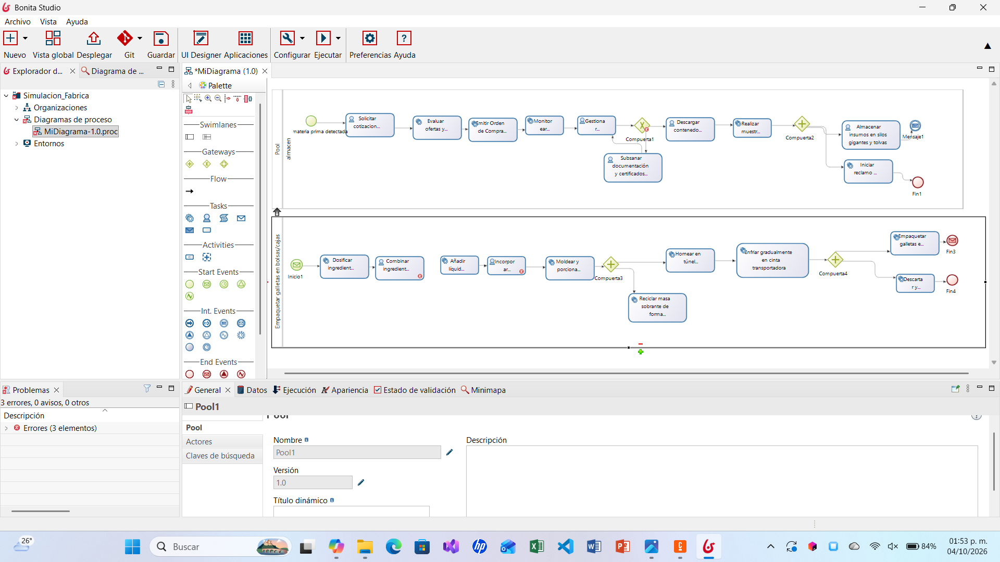 Bonita Studio
Archivo Vista Ayuda
Nuevo Vista global Desplegar Git Guardar UI Designer Aplicaciones Configurar Ejecutar Preferencias Ayuda
Explorador d...
Diagrama de ...
*MiDiagrama (1.0)
Palette
Simulacion_Fabrica
Organizaciones
Diagramas de proceso
MiDiagrama-1.0.proc
Entornos
Swimlanes
Gateways
Flow
Tasks
Activities
Start Events
Int. Events
End Events
Pool
almacen
materia prima detectada
Solicitar
cotizacion...
Evaluar
ofertas y...
Emitir Orden
de Compra...
Monitor
ear...
Gestiona
r...
Compuerta1
Subsanar
documentación
y certificados...
Descargar
contenedo...
Realizar
muestr...
Compuerta2
Almacenar
insumos en silos
gigantes y tolvas
Mensaje1
Iniciar
reclamo ...
Fin1
Empaquetar galletas en bolsas/cajas
Inicio1
Dosificar
ingredient...
Combinar
ingredient...
Añadir
líquid...
Incorpor
ar...
Moldear y
porciona...
Compuerta3
Reciclar masa
sobrante de
forma...
Hornear en
túnel...
Enfriar gradualmente
en cinta
transportadora
Compuerta4
Empaquetar
galletas e...
Fin3
Descarta
r y...
Fin4
Problemas
3 errores, 0 avisos, 0 otros
Descripción
Errores (3 elementos)
General Datos Ejecución Apariencia Estado de validación Minimapa
Pool1
Pool
Pool
Actores
Claves de búsqueda
Nombre
Pool1
Versión
1.0
Título dinámico
Descripción
26°
Buscar
84%
01:53 p. m.
04/10/2026